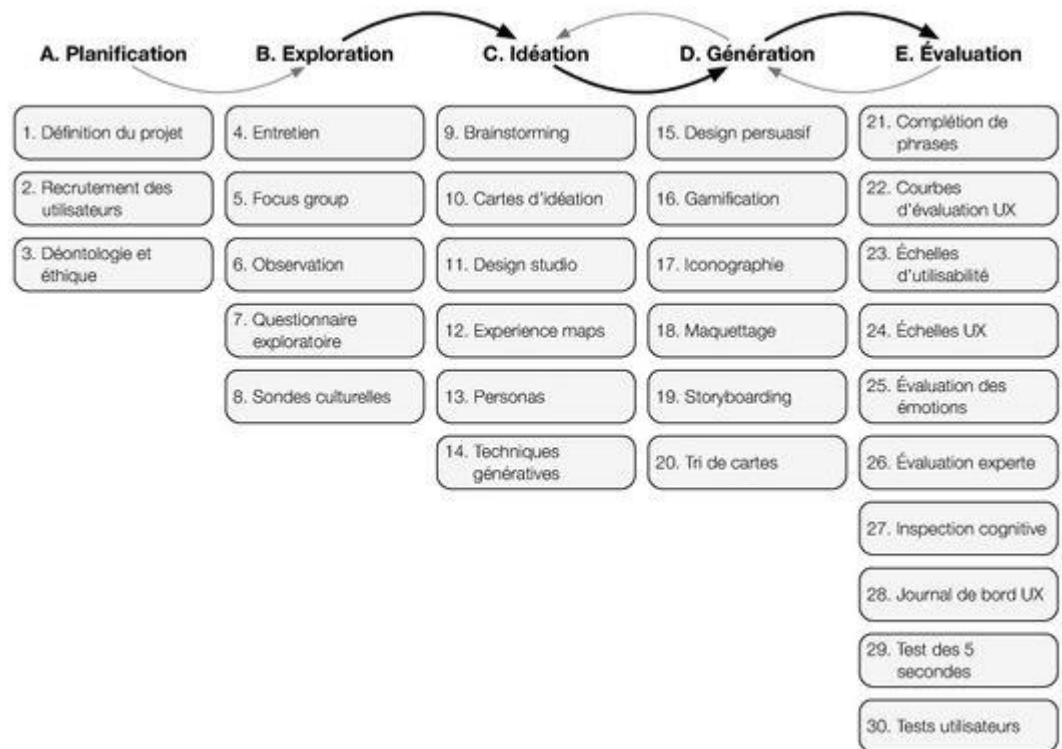 A. Planification
B. Exploration
C. Idéation
D. Génération
E. Évaluation
1. Définition du projet
2. Recrutement des
utilisateurs
3. Déontologie et
éthique
4. Entretien
5. Focus group
6. Observation
7. Questionnaire
exploratoire
8. Sondes culturelles
9. Brainstorming
10. Cartes d'idéation
11. Design studio
12. Experience maps
13. Personas
14. Techniques
génératives
15. Design persuasif
16. Gamification
17. Iconographie
18. Maquettage
19. Storyboarding
20. Tri de cartes
21. Complétion de
phrases
22. Courbes
d'évaluation UX
23. Échelles
d'utilisabilité
24. Échelles UX
25. Évaluation des
émotions
26. Évaluation experte
27. Inspection cognitive
28. Journal de bord UX
29. Test des 5
secondes
30. Tests utilisateurs